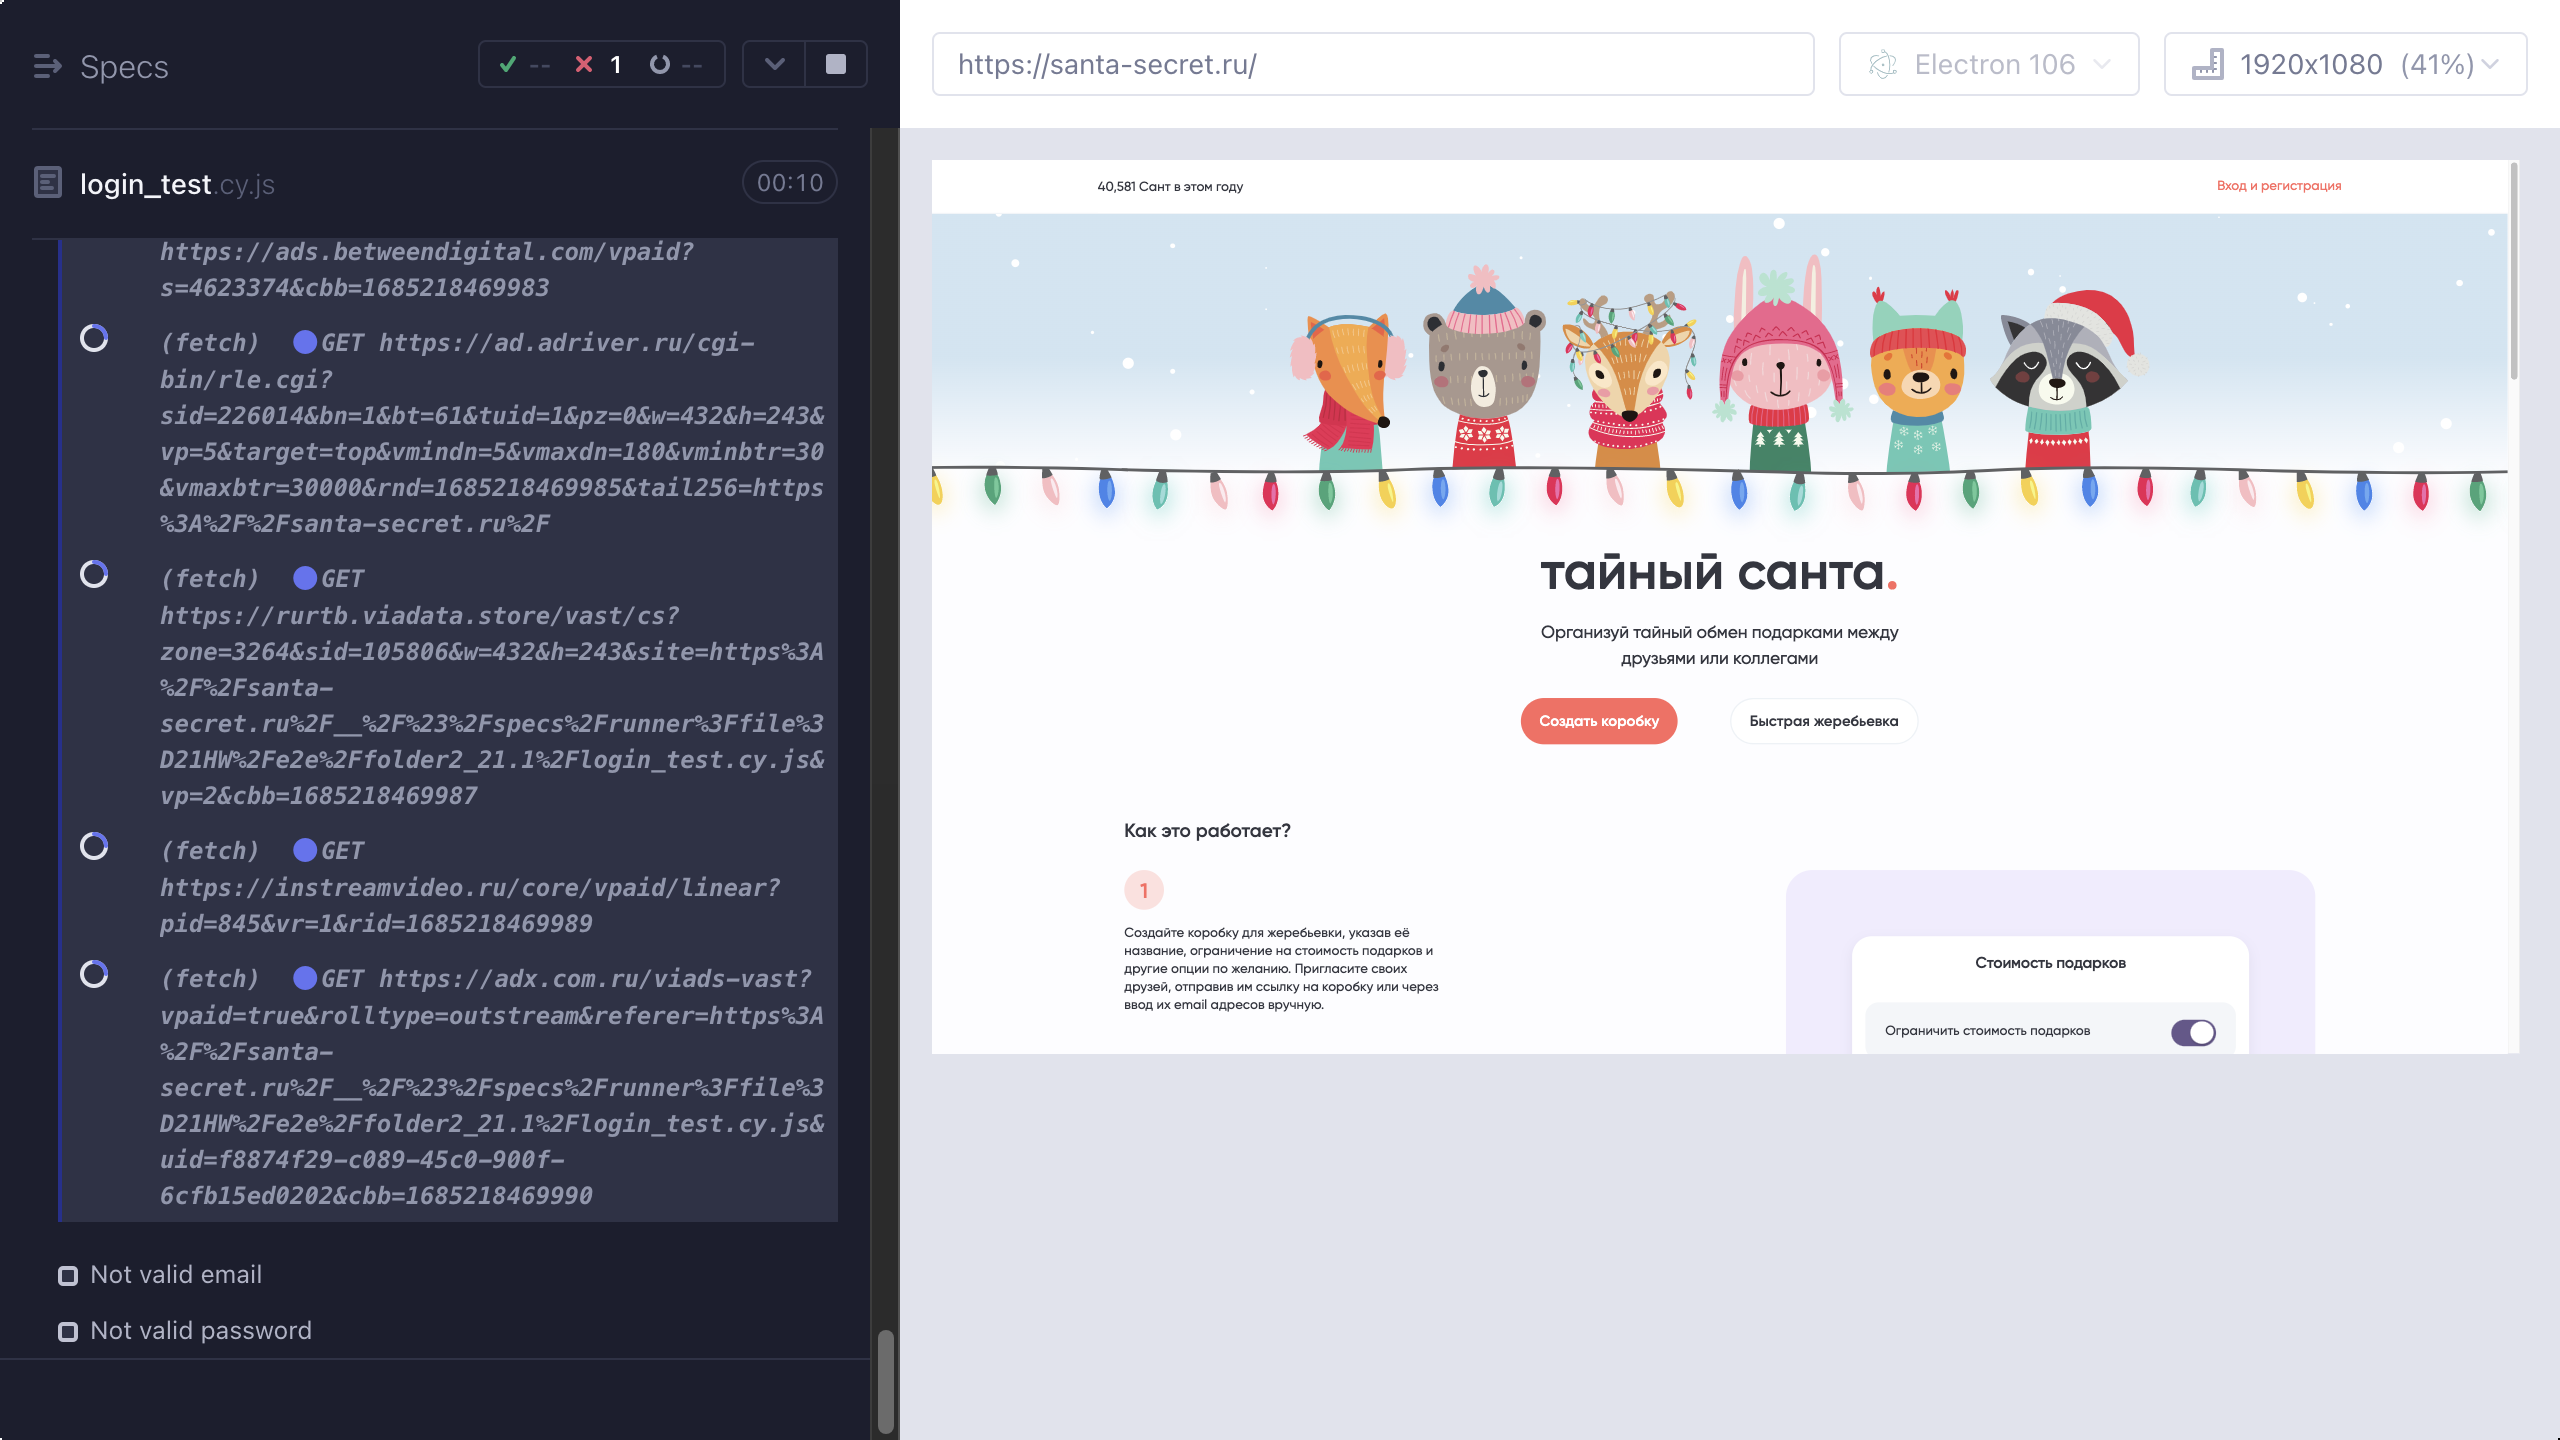 Specs
-- 1 --
https://santa-secret.ru/
Electron 106
1920x1080 (41%)
login_test.cy.js
00:10
https://ads.betweendigital.com/vpaid?
s=4623374&cbb=1685218469983
(fetch) GET https://ad.adriver.ru/cgi-
bin/rle.cgi?
sid=226014&bn=1&bt=61&tuid=1&pz=0&w=432&h=243&
vp=5&target=top&vmindn=5&vmaxdn=180&vminbtr=30
&vmaxbtr=30000&rnd=1685218469985&tail256=https
%3A%2F%2Fsanta-secret.ru%2F
(fetch) GET
https://rurtb.viadata.store/vast/cs?
zone=3264&sid=105806&w=432&h=243&site=https%3A
%2F%2Fsanta-
secret.ru%2F__%2F%23%2Fspecs%2Frunner%3Ffile%3
D21HW%2Fe2e%2Ffolder2_21.1%2Flogin_test.cy.js&
vp=2&cbb=1685218469987
(fetch) GET
https://instreamvideo.ru/core/vpaid/linear?
pid=845&vr=1&rid=1685218469989
(fetch) GET https://adx.com.ru/viads-vast?
vpaid=true&rolltype=outstream&referer=https%3A
%2F%2Fsanta-
secret.ru%2F__%2F%23%2Fspecs%2Frunner%3Ffile%3
D21HW%2Fe2e%2Ffolder2_21.1%2Flogin_test.cy.js&
uid=f8874f29-c089-45c0-900f-
6cfb15ed0202&cbb=1685218469990
Not valid email
Not valid password
40,581 Сант в этом году
Вход и регистрация
тайный санта.
Организуй тайный обмен подарками между
друзьями или коллегами
Создать коробку
Быстрая жеребьевка
Как это работает?
1
Создайте коробку для жеребьевки, указав её
название, ограничение на стоимость подарков и
другие опции по желанию. Пригласите своих
друзей, отправив им ссылку на коробку или через
ввод их email адресов вручную.
Стоимость подарков
Ограничить стоимость подарков